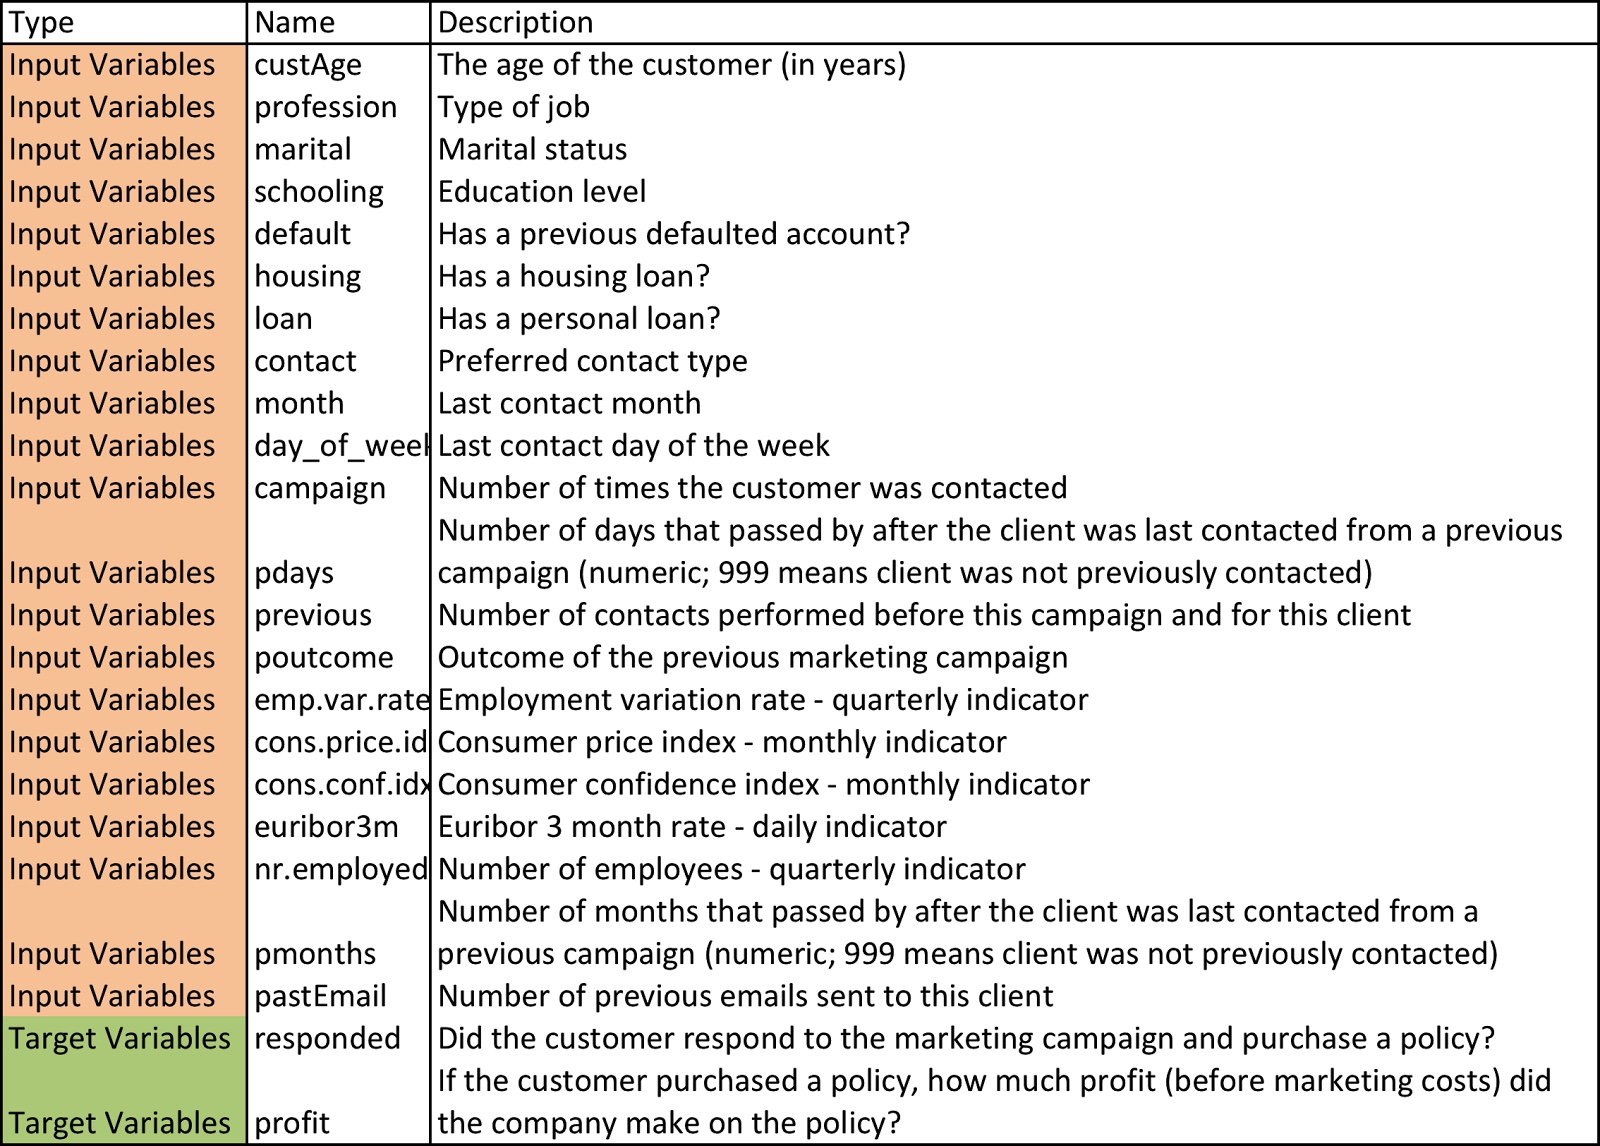 Type Name Description
Input Variables custAge The age of the customer (in years)
Input Variables profession Type of job
Input Variables marital Marital status
Input Variables schooling Education level
Input Variables default Has a previous defaulted account?
Input Variables housing Has a housing loan?
Input Variables loan Has a personal loan?
Input Variables contact Preferred contact type
Input Variables month Last contact month
Input Variables day_of_week Last contact day of the week
Input Variables campaign Number of times the customer was contacted
Number of days that passed by after the client was last contacted from a previous
Input Variables pdays campaign (numeric; 999 means client was not previously contacted)
Input Variables previous Number of contacts performed before this campaign and for this client
Input Variables poutcome Outcome of the previous marketing campaign
Input Variables emp.var.rate Employment variation rate - quarterly indicator
Input Variables cons.price.id Consumer price index - monthly indicator
Input Variables cons.conf.idx Consumer confidence index - monthly indicator
Input Variables euribor3m Euribor 3 month rate - daily indicator
Input Variables nr.employed Number of employees - quarterly indicator
Number of months that passed by after the client was last contacted from a
Input Variables pmonths previous campaign (numeric; 999 means client was not previously contacted)
Input Variables pastEmail Number of previous emails sent to this client
Target Variables responded Did the customer respond to the marketing campaign and purchase a policy?
If the customer purchased a policy, how much profit (before marketing costs) did
Target Variables profit the company make on the policy?